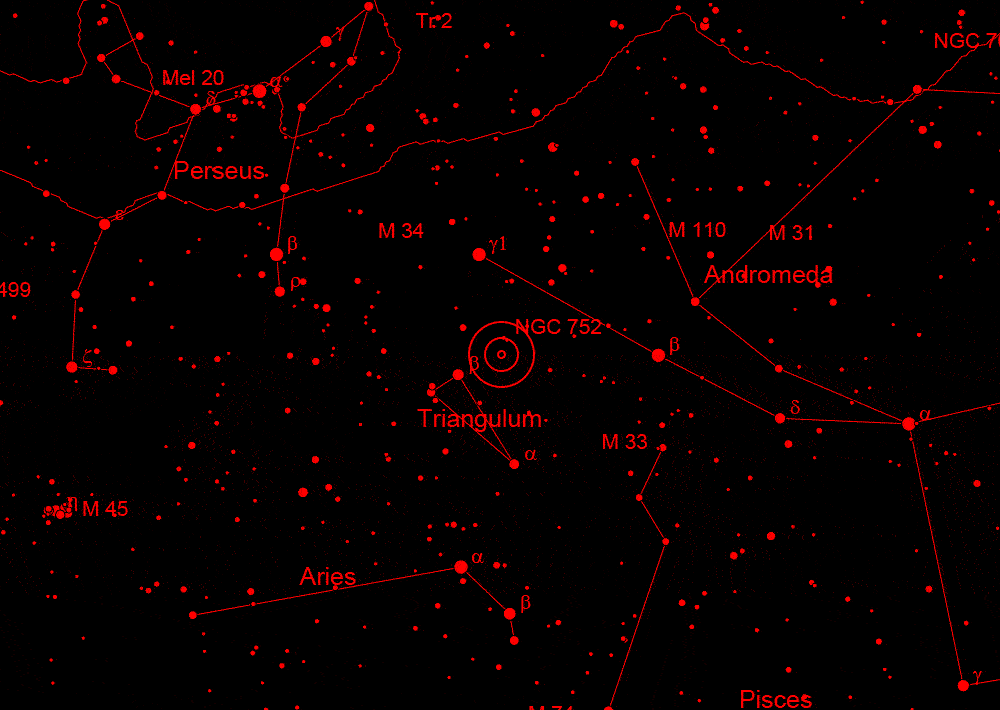 Tr 2
γ
NGC 7
Mel 20
α
δ
Perseus
ε
M 34
γ1
M 110
M 31
β
Andromeda
ρ
499
NGC 752
β
ζ
β
δ
α
Triangulum
M 33
α
η
M 45
α
Aries
β
γ
Pisces
M 74